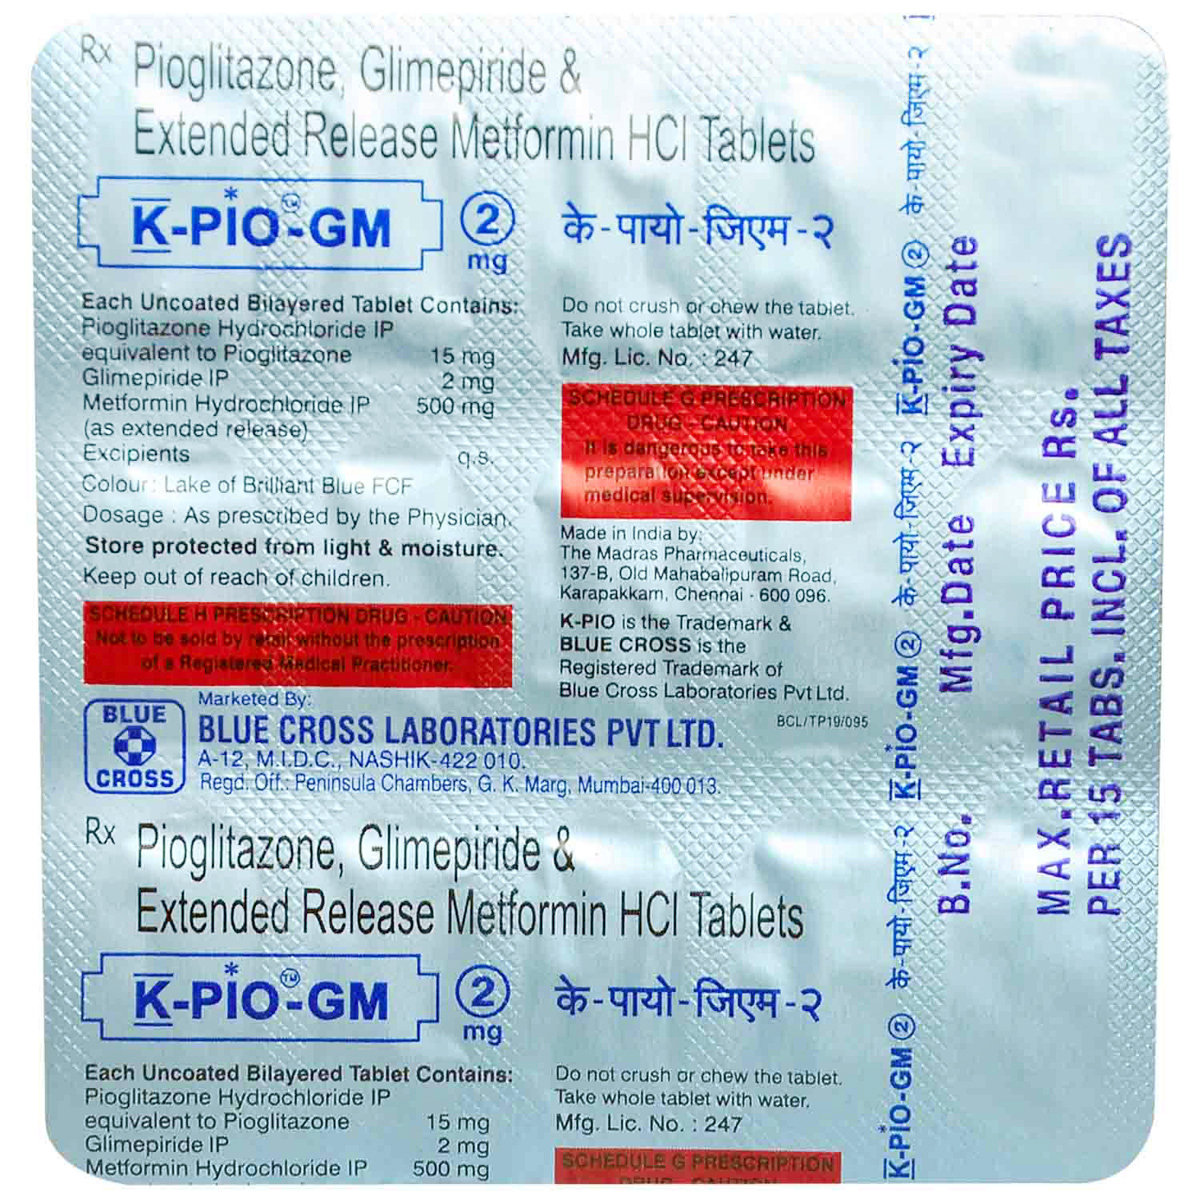 Rx Pioglitazone, Glimepiride &
Extended Release Metformin HCl Tablets
K-PIO*™-GM 2 mg
के-पायो-जिएम-२
Each Uncoated Bilayered Tablet Contains:
Pioglitazone Hydrochloride IP
equivalent to Pioglitazone 15 mg
Glimepiride IP 2 mg
Metformin Hydrochloride IP 500 mg
(as extended release)
Excipients q.s.
Colour : Lake of Brilliant Blue FCF
Dosage : As prescribed by the Physician.
Store protected from light & moisture.
Keep out of reach of children.
SCHEDULE H PRESCRIPTION DRUG - CAUTION
Not to be sold by retail without the prescription
of a Registered Medical Practitioner.
Do not crush or chew the tablet.
Take whole tablet with water.
Mfg. Lic. No. : 247
SCHEDULE G PRESCRIPTION
DRUG - CAUTION
It is dangerous to take this
preparation except under
medical supervision.
Made in India by:
The Madras Pharmaceuticals,
137-B, Old Mahabalipuram Road,
Karapakkam, Chennai - 600 096.
K-PIO is the Trademark &
BLUE CROSS is the
Registered Trademark of
Blue Cross Laboratories Pvt Ltd.
BCL/TP19/095
BLUE
CROSS
Marketed By:
BLUE CROSS LABORATORIES PVT LTD.
A-12, M.I.D.C., NASHIK-422 010.
Regd. Off.: Peninsula Chambers, G. K. Marg, Mumbai-400 013.
Rx Pioglitazone, Glimepiride &
Extended Release Metformin HCl Tablets
K-PIO*™-GM 2 mg
के-पायो-जिएम-२
Each Uncoated Bilayered Tablet Contains:
Pioglitazone Hydrochloride IP
equivalent to Pioglitazone 15 mg
Glimepiride IP 2 mg
Metformin Hydrochloride IP 500 mg
Do not crush or chew the tablet.
Take whole tablet with water.
Mfg. Lic. No. : 247
SCHEDULE G PRESCRIPTION
DRUG - CAUTION
K-PIO-GM 2 के-पायो-जिएम-२ K-PIO-GM 2 के-पायो-जिएम-२ K-PIO-GM 2 के-पायो-जिएम-२
B.No. Mfg.Date Expiry Date
MAX.RETAIL PRICE Rs.
PER 15 TABS.INCL.OF ALL TAXES